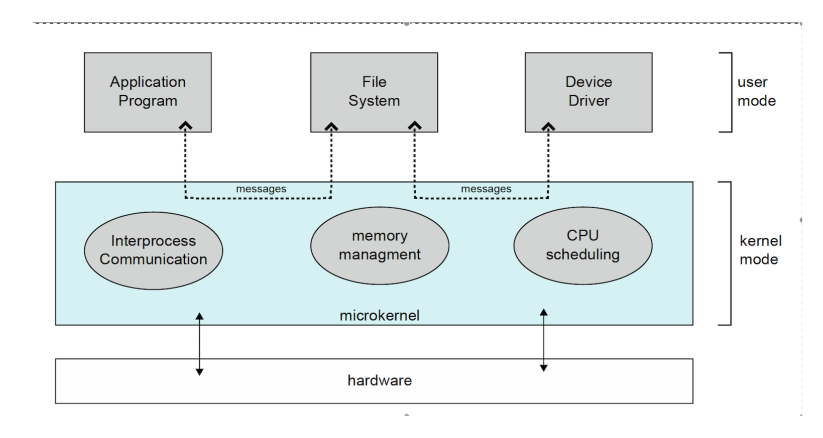 Application
Program
File
System
Device
Driver
user
mode
messages
messages
Interprocess
Communication
memory
managment
CPU
scheduling
kernel
mode
microkernel
hardware